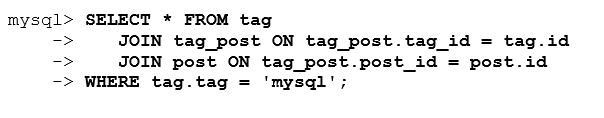 mysql> SELECT * FROM tag
-> JOIN tag_post ON tag_post.tag_id = tag.id
-> JOIN post ON tag_post.post_id = post.id
-> WHERE tag.tag = 'mysql';